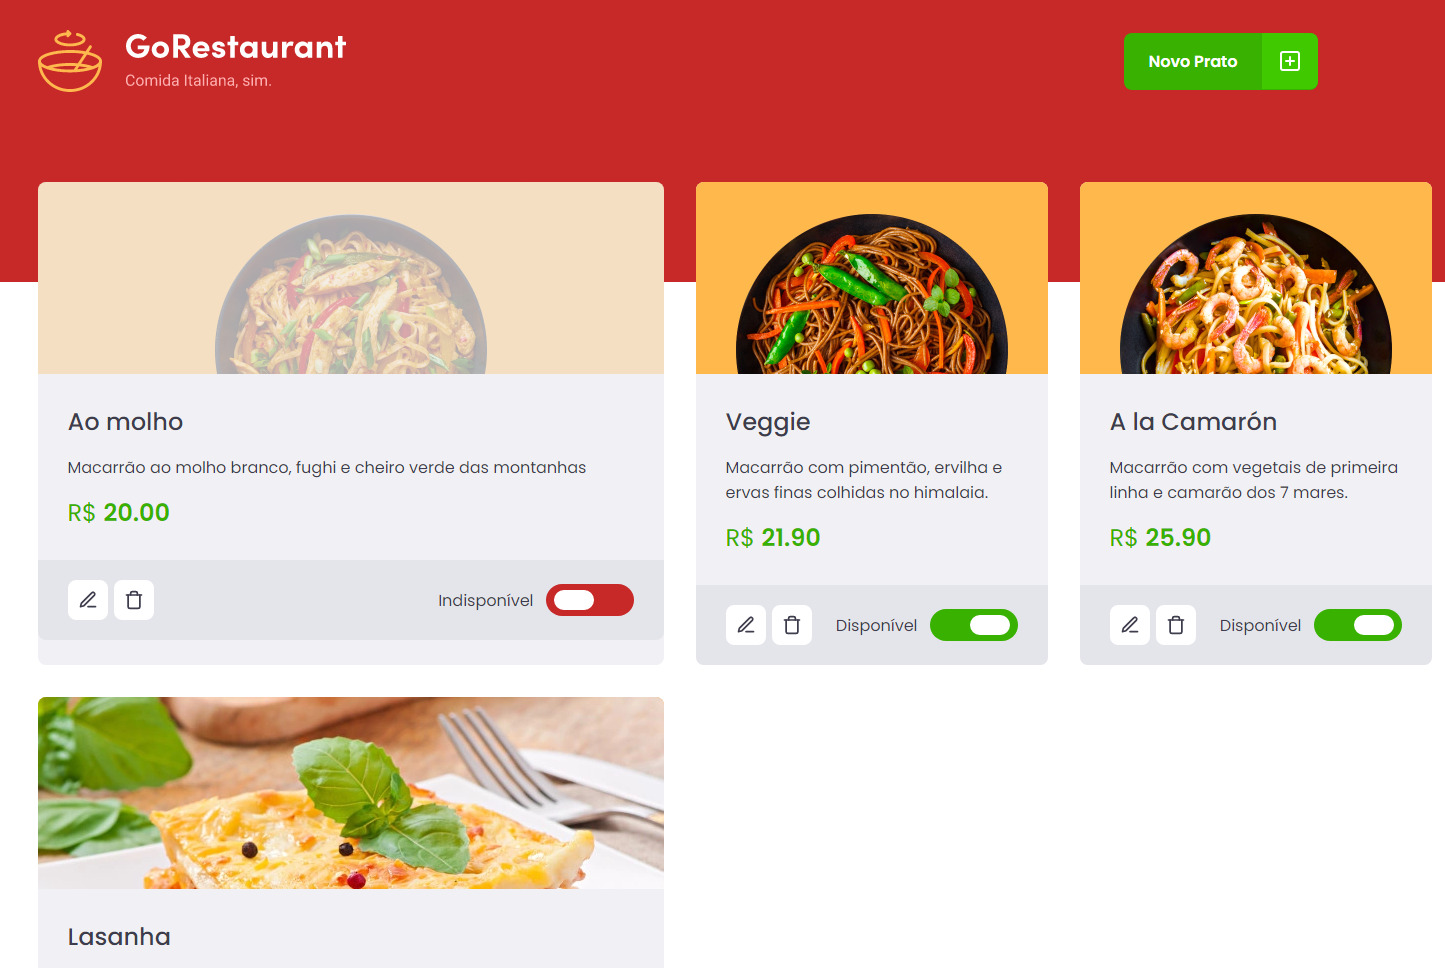 GoRestaurant
Comida Italiana, sim.
Novo Prato
Ao molho
Macarrão ao molho branco, fughi e cheiro verde das montanhas
R$ 20.00
Indisponível
Veggie
Macarrão com pimentão, ervilha e
ervas finas colhidas no himalaia.
R$ 21.90
Disponível
A la Camarón
Macarrão com vegetais de primeira
linha e camarão dos 7 mares.
R$ 25.90
Disponível
Lasanha